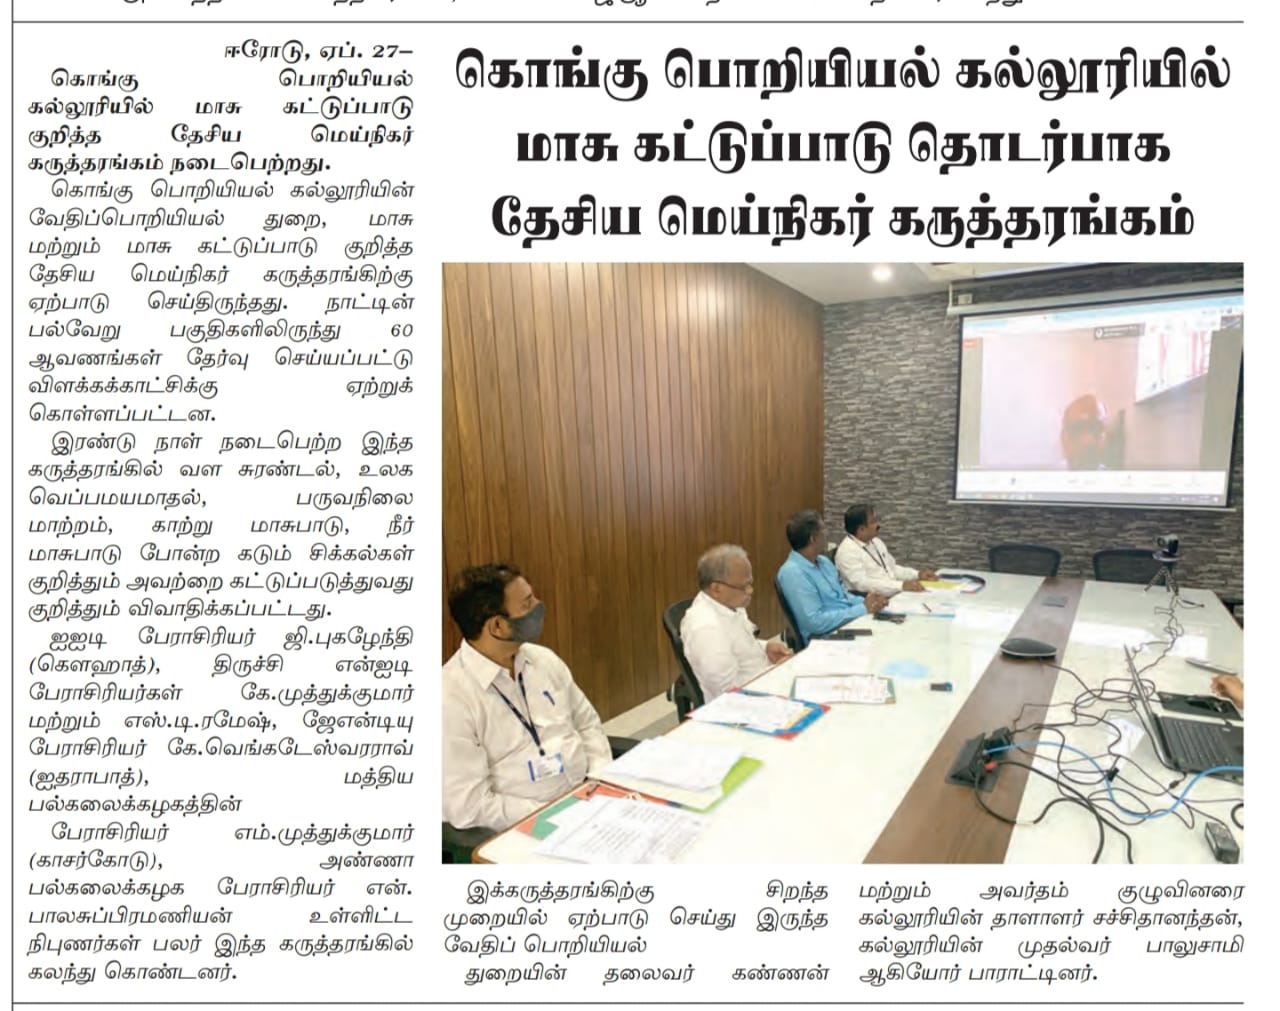 கொங்கு பொறியியல் கல்லூரியில்
மாசு கட்டுப்பாடு தொடர்பாக
தேசிய மெய்நிகர் கருத்தரங்கம்
ஈரோடு, ஏப். 27–
கொங்கு பொறியியல்
கல்லூரியில் மாசு கட்டுப்பாடு
குறித்த தேசிய மெய்நிகர்
கருத்தரங்கம் நடைபெற்றது.
கொங்கு பொறியியல் கல்லூரியின்
வேதிப்பொறியியல் துறை, மாசு
மற்றும் மாசு கட்டுப்பாடு குறித்த
தேசிய மெய்நிகர் கருத்தரங்கிற்கு
ஏற்பாடு செய்திருந்தது. நாட்டின்
பல்வேறு பகுதிகளிலிருந்து 60
ஆவணங்கள் தேர்வு செய்யப்பட்டு
விளக்கக்காட்சிக்கு ஏற்றுக்
கொள்ளப்பட்டன.
இரண்டு நாள் நடைபெற்ற இந்த
கருத்தரங்கில் வள சுரண்டல், உலக
வெப்பமயமாதல், பருவநிலை
மாற்றம், காற்று மாசுபாடு, நீர்
மாசுபாடு போன்ற கடும் சிக்கல்கள்
குறித்தும் அவற்றை கட்டுப்படுத்துவது
குறித்தும் விவாதிக்கப்பட்டது.
ஐஐடி பேராசிரியர் ஜி.புகழேந்தி
(கௌஹாத்), திருச்சி என்ஐடி
பேராசிரியர்கள் கே.முத்துக்குமார்
மற்றும் எஸ்.டி.ரமேஷ், ஜேஎன்டியு
பேராசிரியர் கே.வெங்கடேஸ்வரராவ்
(ஐதராபாத்), மத்திய
பல்கலைக்கழகத்தின்
பேராசிரியர் எம்.முத்துக்குமார்
(காசர்கோடு), அண்ணா
பல்கலைக்கழக பேராசிரியர் என்.
பாலசுப்பிரமணியன் உள்ளிட்ட
நிபுணர்கள் பலர் இந்த கருத்தரங்கில்
கலந்து கொண்டனர்.
இக்கருத்தரங்கிற்கு சிறந்த
முறையில் ஏற்பாடு செய்து இருந்த
வேதிப் பொறியியல்
துறையின் தலைவர் கண்ணன்
மற்றும் அவர்தம் குழுவினரை
கல்லூரியின் தாளாளர் சச்சிதானந்தன்,
கல்லூரியின் முதல்வர் பாலுசாமி
ஆகியோர் பாராட்டினர்.